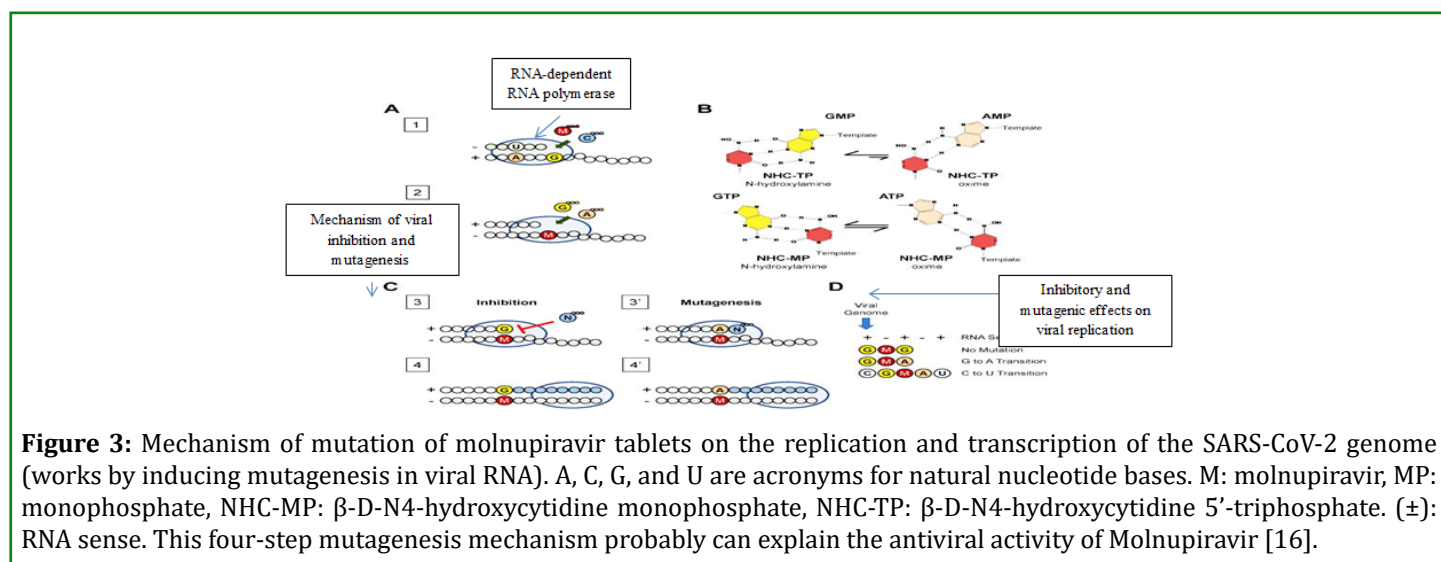 RNA-dependent
RNA polymerase
A
1
M
C
-
U
+
A
G
2
G
A
+
-
M
Mechanism of viral
inhibition and
mutagenesis
B
GMP
AMP
HO
Template
Template
NHC-TP
N-hydroxylamine
NHC-TP
oxime
GTP
ATP
OH
OH
Template
Template
NHC-MP
N-hydroxylamine
NHC-MP
oxime
C
3
Inhibition
3'
Mutagenesis
+
G
N
-
M
+
A
N
-
M
4
4'
+
G
-
M
+
A
-
M
D
Viral
Genome
Inhibitory and
mutagenic effects on
viral replication
+ - + - +
RNA Se
G M G
No Mutation
G M A
G to A Transition
C G M A U
C to U Transition
Figure 3: Mechanism of mutation of molnupiravir tablets on the replication and transcription of the SARS-CoV-2 genome
(works by inducing mutagenesis in viral RNA). A, C, G, and U are acronyms for natural nucleotide bases. M: molnupiravir, MP:
monophosphate, NHC-MP: β-D-N4-hydroxycytidine monophosphate, NHC-TP: β-D-N4-hydroxycytidine 5’-triphosphate. (±):
RNA sense. This four-step mutagenesis mechanism probably can explain the antiviral activity of Molnupiravir [16].